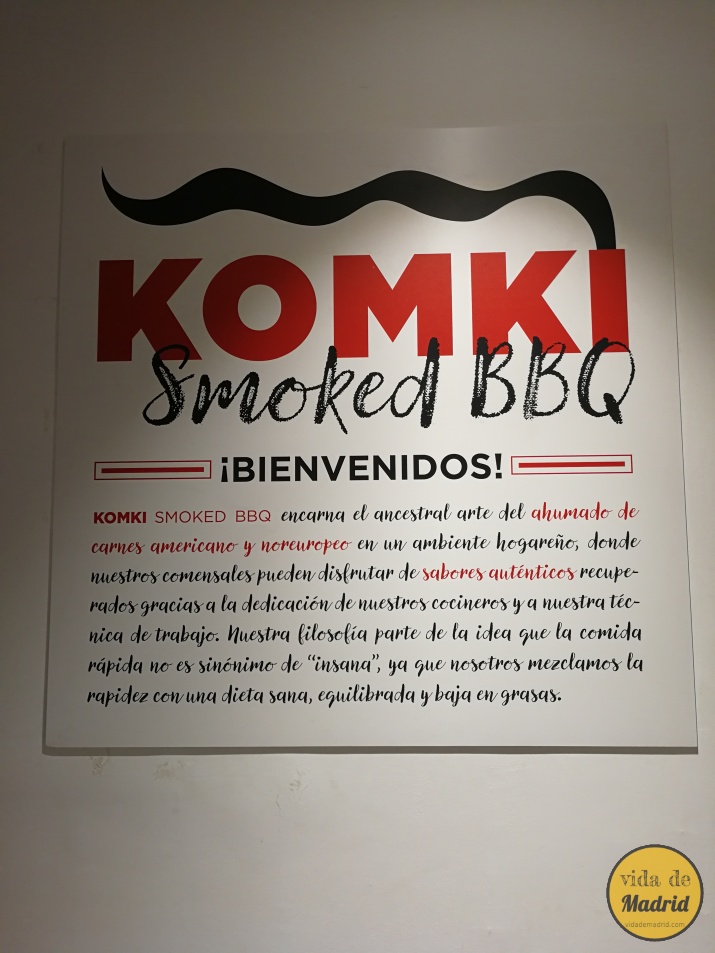 KOMKI
Smoked BBQ
¡BIENVENIDOS!
KOMKI SMOKED BBQ encarna el ancestral arte del ahumado de
carnes americano y noreuropeo en un ambiente hogareño, donde
nuestros comensales pueden disfrutar de sabores auténticos recupe-
rados gracias a la dedicación de nuestros cocineros y a nuestra téc-
nica de trabajo. Nuestra filosofía parte de la idea que la comida
rápida no es sinónimo de “insana”, ya que nosotros mezclamos la
rapidez con una dieta sana, equilibrada y baja en grasas.
vida de
Madrid
vidademadrid.com